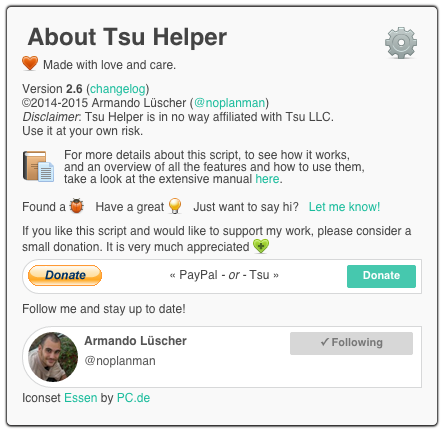 About Tsu Helper
Made with love and care.
Version 2.6 (changelog)
©2014-2015 Armando Lüscher (@noplanman)
Disclaimer: Tsu Helper is in no way affiliated with Tsu LLC.
Use it at your own risk.
For more details about this script, to see how it works,
and an overview of all the features and how to use them,
take a look at the extensive manual here.
Found a Have a great Just want to say hi? Let me know!
If you like this script and would like to support my work, please consider a
small donation. It is very much appreciated
Donate « PayPal - or - Tsu » Donate
Follow me and stay up to date!
Armando Lüscher ✓ Following
@noplanman
Iconset Essen by PC.de